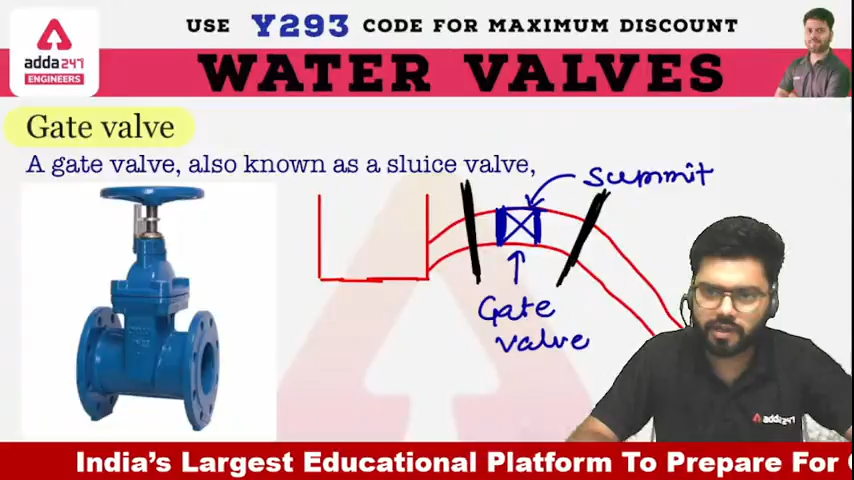 USE Y293 CODE FOR MAXIMUM DISCOUNT
adda247
ENGINEERS
WATER VALVES
Gate valve
A gate valve, also known as a sluice valve,
summit
Gate
valve
adda247
India's Largest Educational Platform To Prepare For